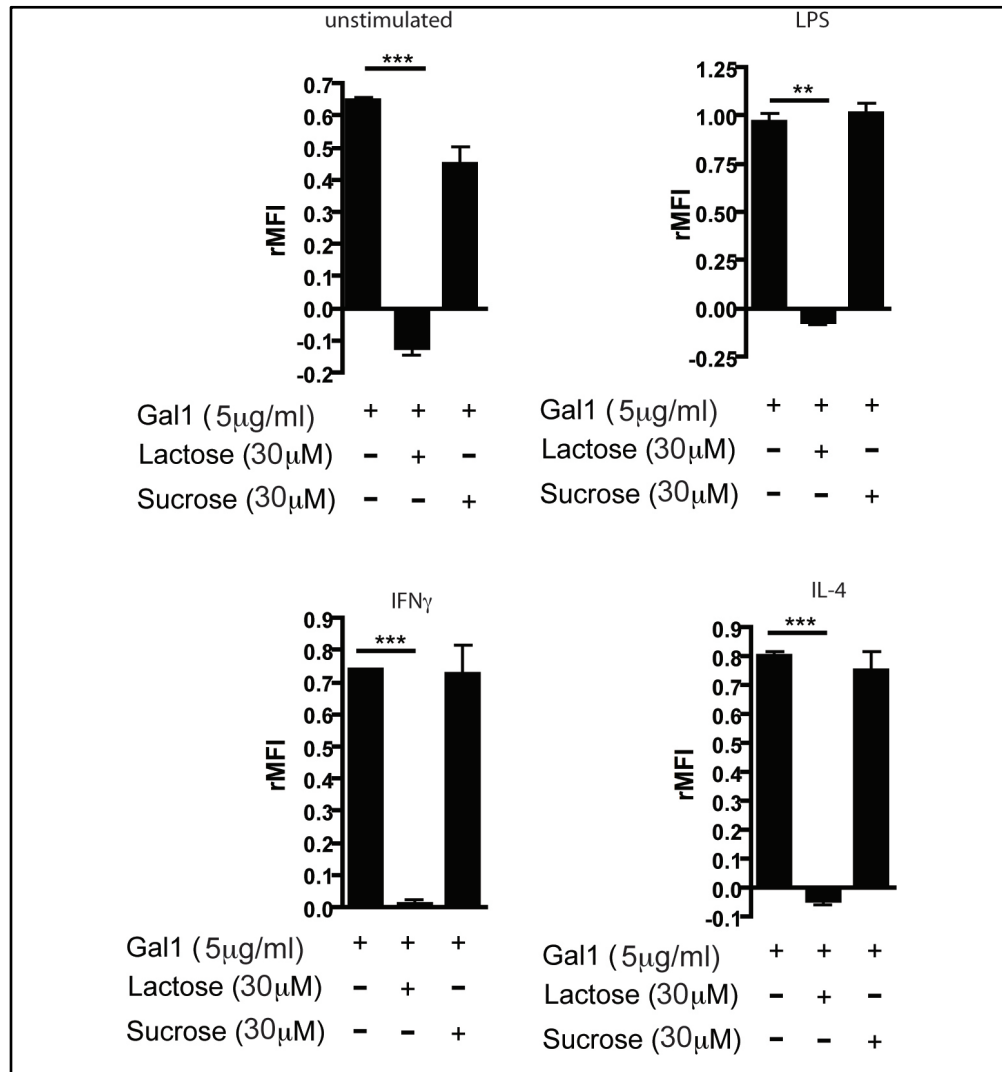 unstimulated
***
0.7
0.6
0.5
0.4
0.3
0.2
0.1
0.0
-0.1
-0.2
rMFI
Gal1 (5μg/ml) + + +
Lactose (30μM) - + -
Sucrose (30μM) - - +
LPS
**
1.25
1.00
0.75
0.50
0.25
0.00
-0.25
rMFI
Gal1 (5μg/ml) + + +
Lactose (30μM) - + -
Sucrose (30μM) - - +
IFNγ
***
0.9
0.8
0.7
0.6
0.5
0.4
0.3
0.2
0.1
0.0
rMFI
Gal1 (5μg/ml) + + +
Lactose (30μM) - + -
Sucrose (30μM) - - +
IL-4
***
0.9
0.8
0.7
0.6
0.5
0.4
0.3
0.2
0.1
0.0
-0.1
rMFI
Gal1 (5μg/ml) + + +
Lactose (30μM) - + -
Sucrose (30μM) - - +